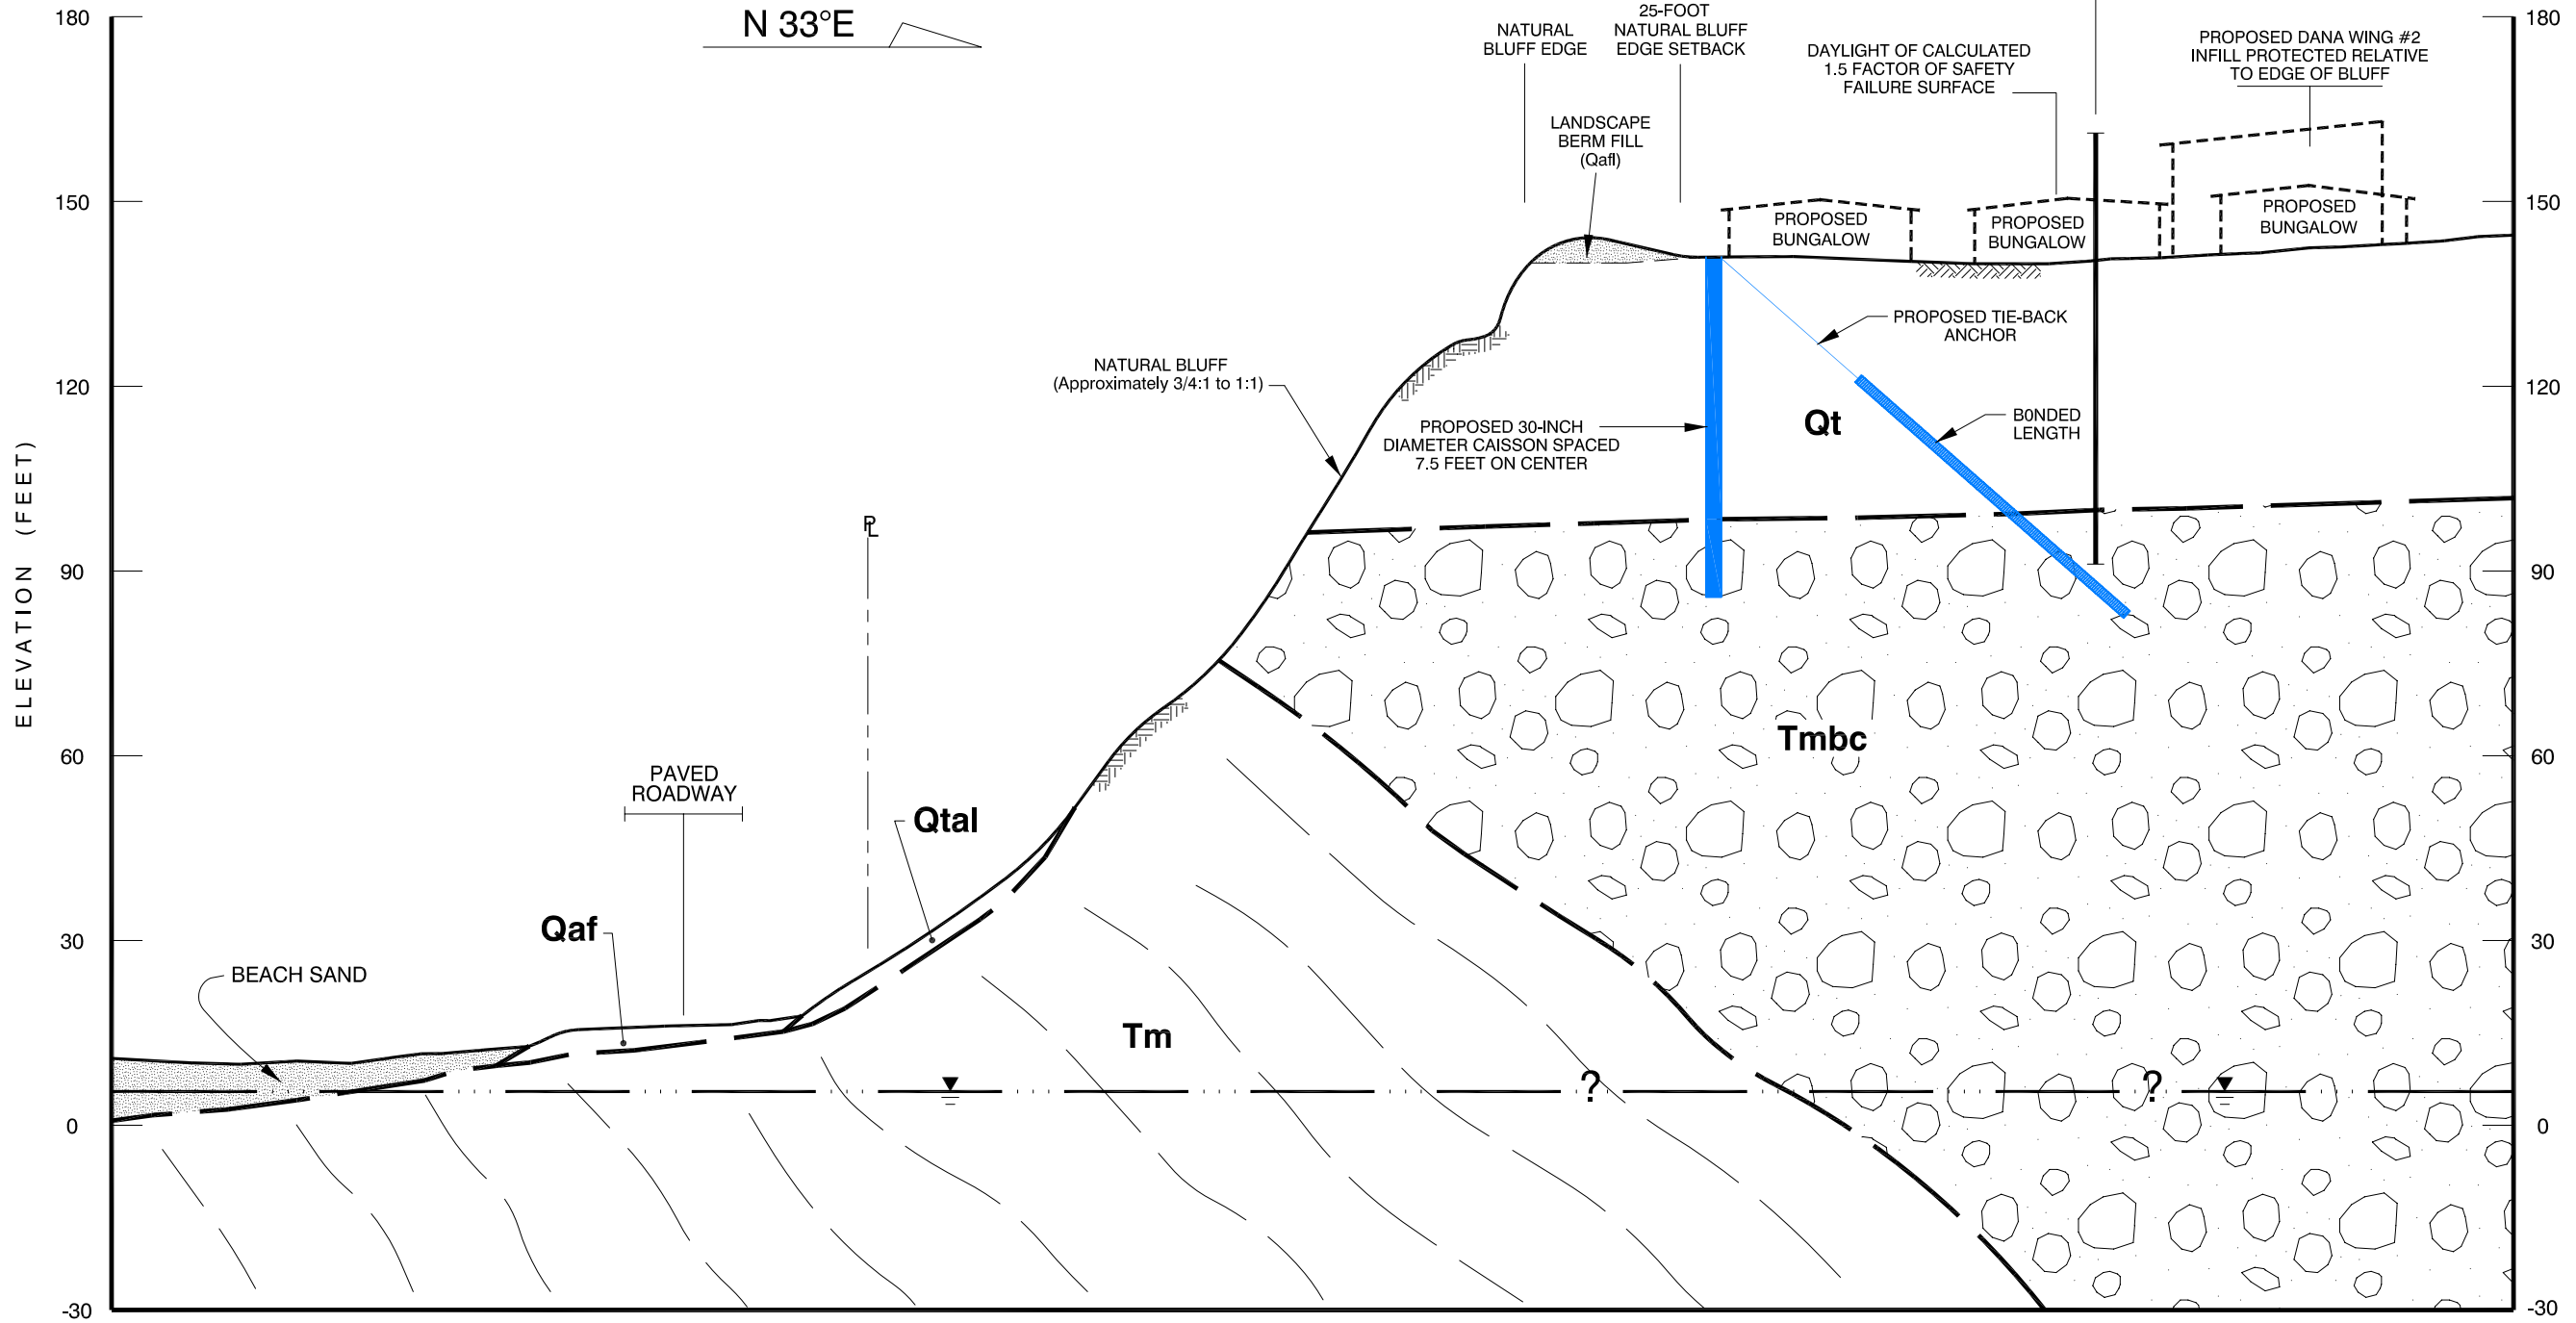 180
N 33°E
NATURAL
BLUFF EDGE
25-FOOT
NATURAL BLUFF
EDGE SETBACK
DAYLIGHT OF CALCULATED
1.5 FACTOR OF SAFETY
FAILURE SURFACE
PROPOSED DANA WING #2
INFILL PROTECTED RELATIVE
TO EDGE OF BLUFF
180
LANDSCAPE
BERM FILL
(Qafl)
150
150
PROPOSED
BUNGALOW
PROPOSED
BUNGALOW
PROPOSED
BUNGALOW
PROPOSED TIE-BACK
ANCHOR
NATURAL BLUFF
(Approximately 3/4:1 to 1:1)
120
120
PROPOSED 30-INCH
DIAMETER CAISSON SPACED
7.5 FEET ON CENTER
Qt
B0NDED
LENGTH
ELEVATION (FEET)
PL
90
90
Tmbc
60
60
PAVED
ROADWAY
Qtal
Qaf
30
30
BEACH SAND
Tm
?
?
0
0
-30
-30